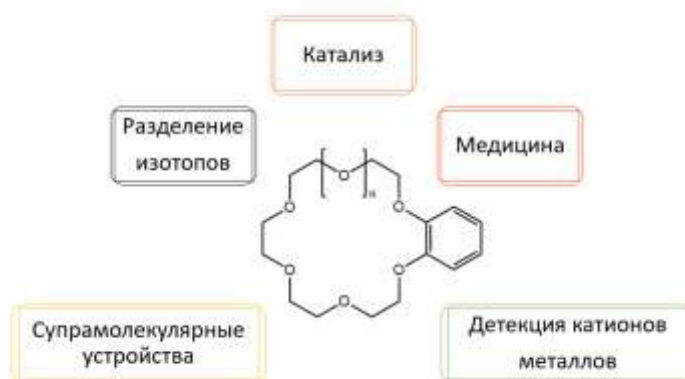 Катализ
Разделение
изотопов
Медицина
O
n
O
O
O
O
O
O
Супрамолекулярные
устройства
Детекция катионов
металлов